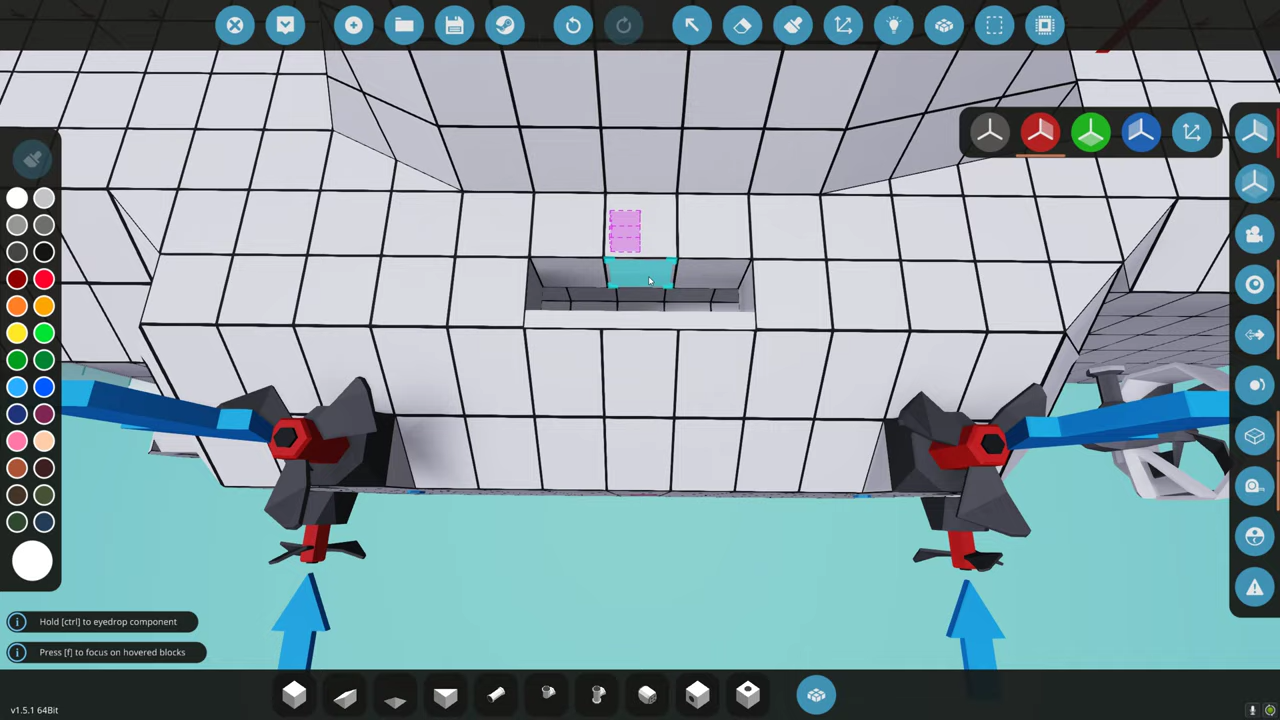 Hold [ctrl] to eyedrop component
Press [f] to focus on hovered blocks
v1.5.1 64Bit